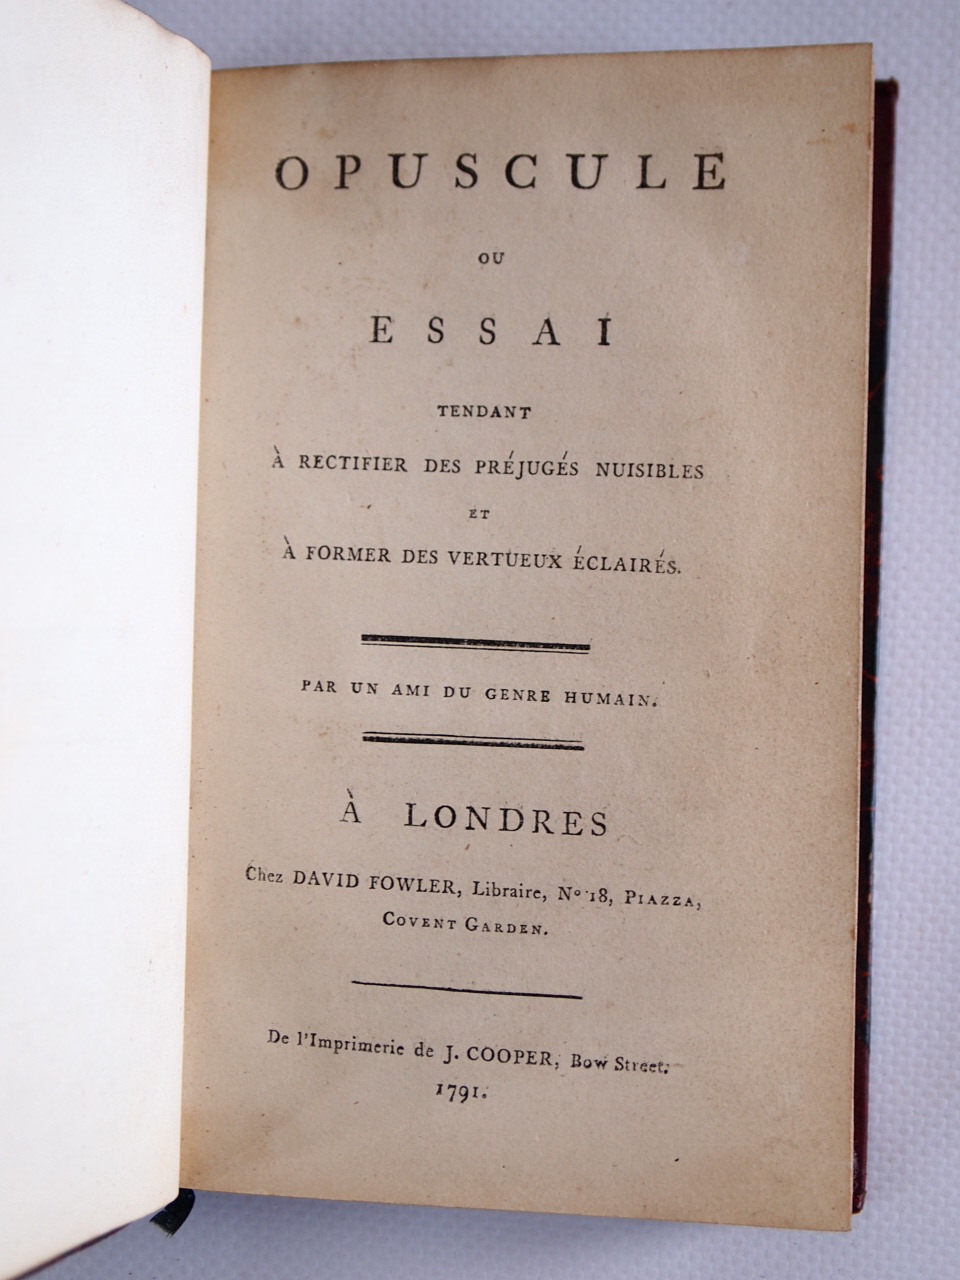 OPUSCULE
OU
ESSAI
TENDANT
À RECTIFIER DES PRÉJUGÉS NUISIBLES
ET
À FORMER DES VERTUEUX ÉCLAIRÉS.
PAR UN AMI DU GENRE HUMAIN.
À LONDRES
Chez DAVID FOWLER, Libraire, No. 18, PIAZZA,
COVENT GARDEN.
De l'Imprimerie de J. COOPER, Bow Street.
1791.